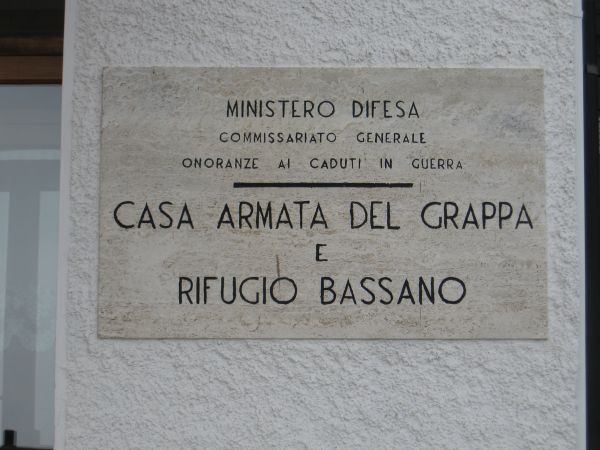 MINISTERO DIFESA
COMMISSARIATO GENERALE
ONORANZE AI CADUTI IN GUERRA
CASA ARMATA DEL GRAPPA
E
RIFUGIO BASSANO